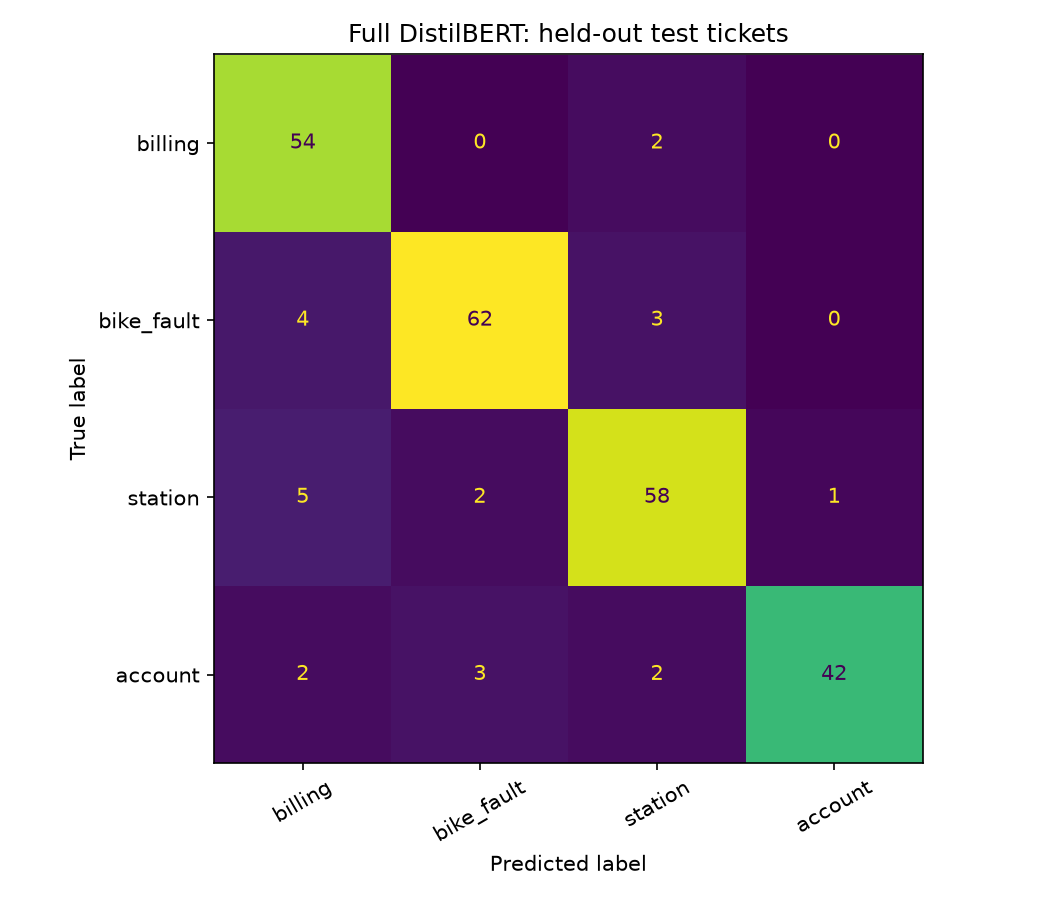 Full DistilBERT: held-out test tickets
billing 54 0 2 0
bike_fault 4 62 3 0
station 5 2 58 1
account 2 3 2 42
True label
billing bike_fault station account
Predicted label